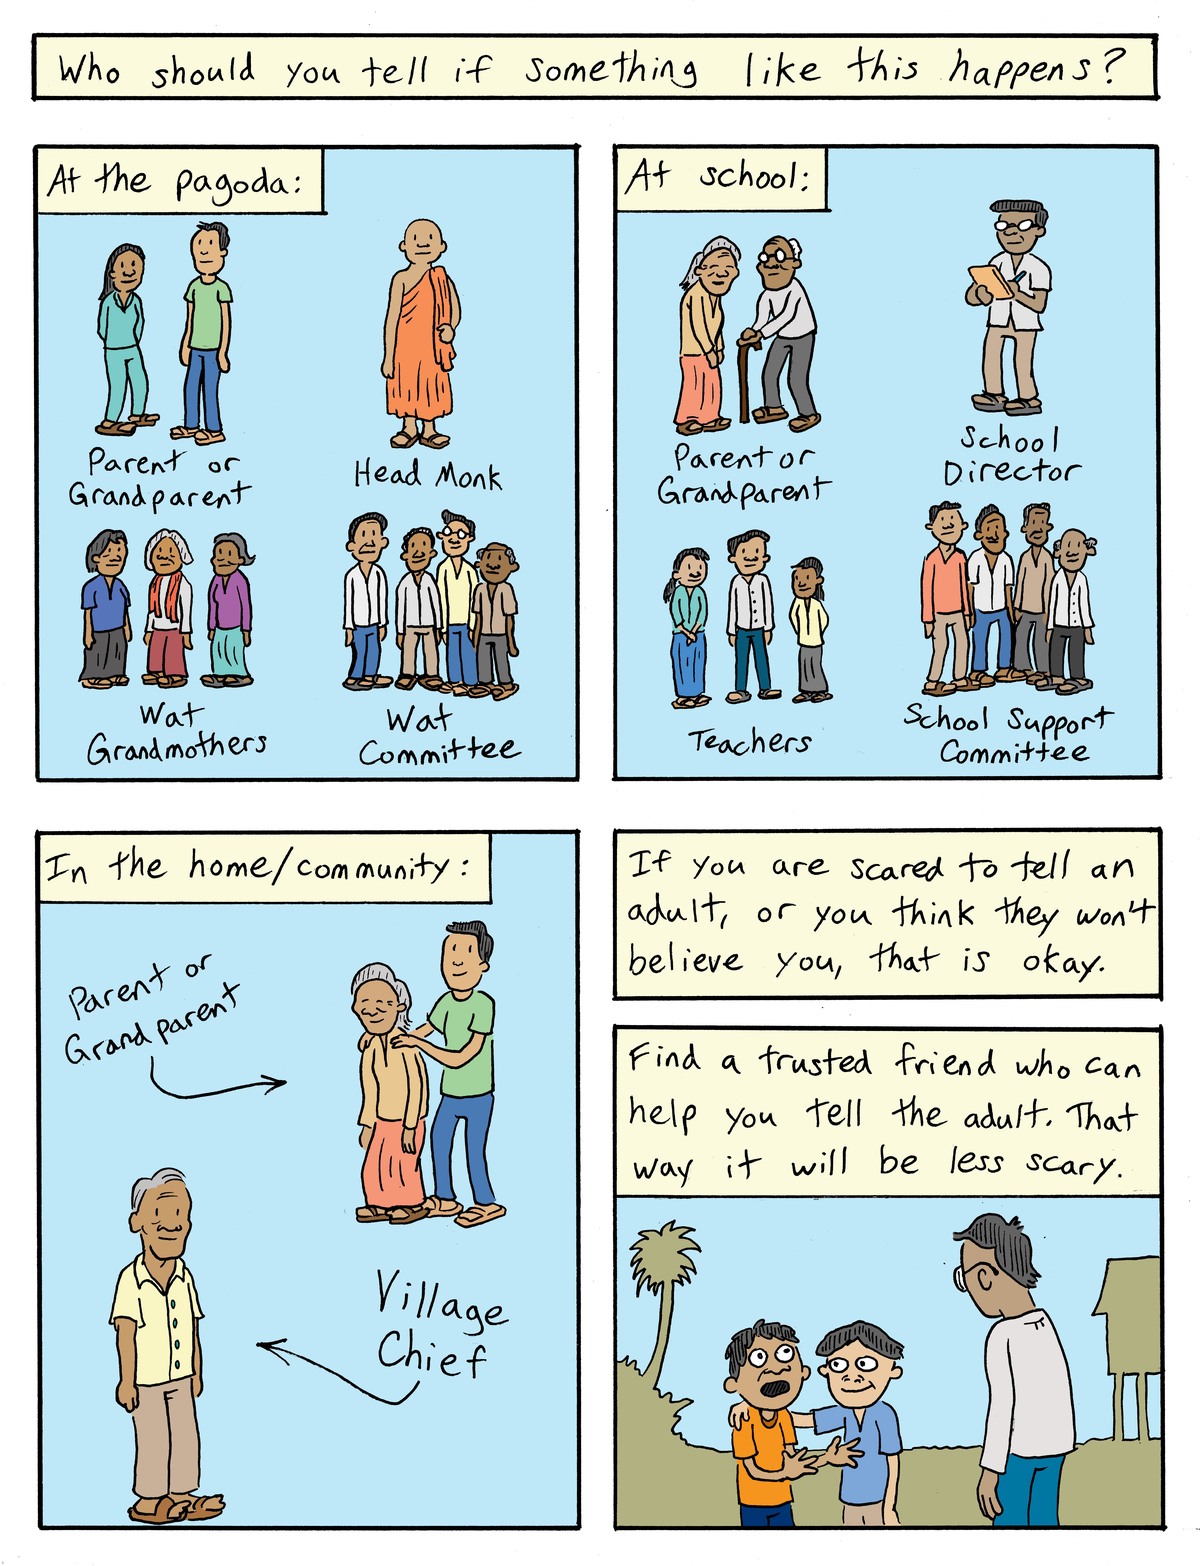 Who should you tell if something like this happens?
At the pagoda:
Parent or
Grandparent
Head Monk
Wat
Grandmothers
Wat
Committee
At school:
Parent or
Grandparent
School
Director
Teachers
School Support
Committee
In the home/community:
Parent or
Grandparent
Village
Chief
If you are scared to tell an
adult, or you think they won't
believe you, that is okay.
Find a trusted friend who can
help you tell the adult. That
way it will be less scary.